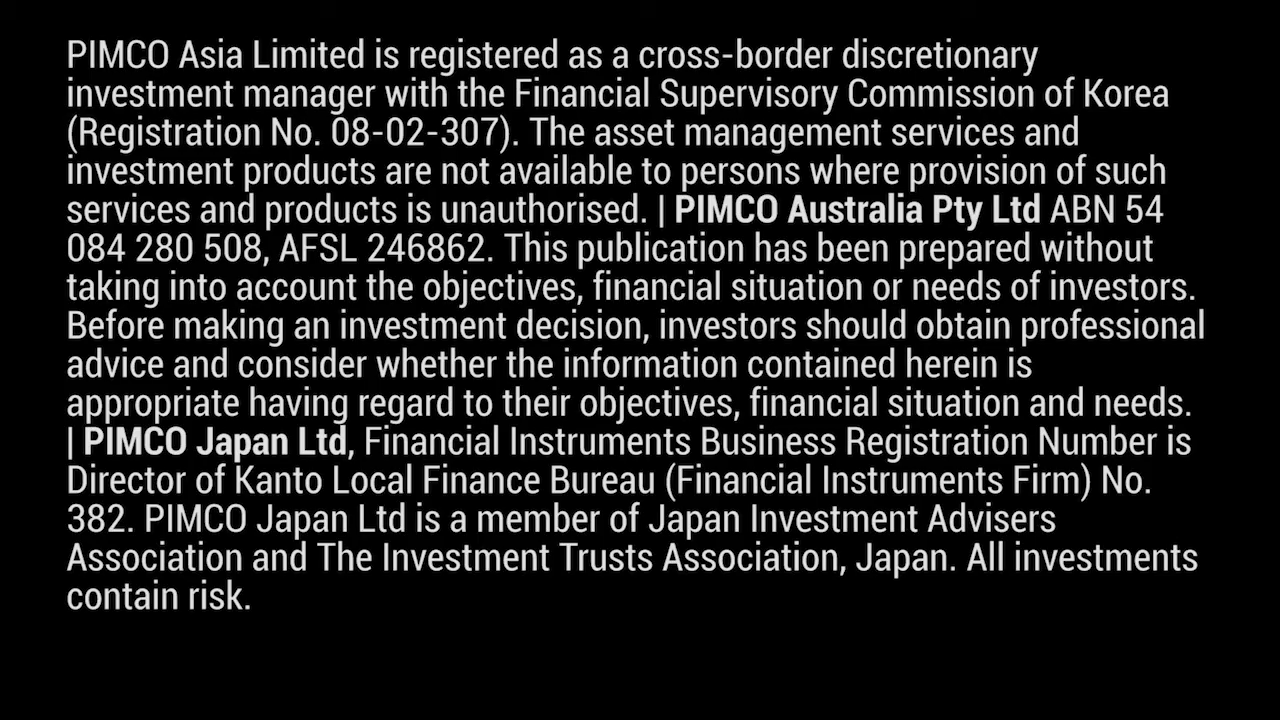 PIMCO Asia Limited is registered as a cross-border discretionary
investment manager with the Financial Supervisory Commission of Korea
(Registration No. 08-02-307). The asset management services and
investment products are not available to persons where provision of such
services and products is unauthorised. | PIMCO Australia Pty Ltd ABN 54
084 280 508, AFSL 246862. This publication has been prepared without
taking into account the objectives, financial situation or needs of investors.
Before making an investment decision, investors should obtain professional
advice and consider whether the information contained herein is
appropriate having regard to their objectives, financial situation and needs.
| PIMCO Japan Ltd, Financial Instruments Business Registration Number is
Director of Kanto Local Finance Bureau (Financial Instruments Firm) No.
382. PIMCO Japan Ltd is a member of Japan Investment Advisers
Association and The Investment Trusts Association, Japan. All investments
contain risk.